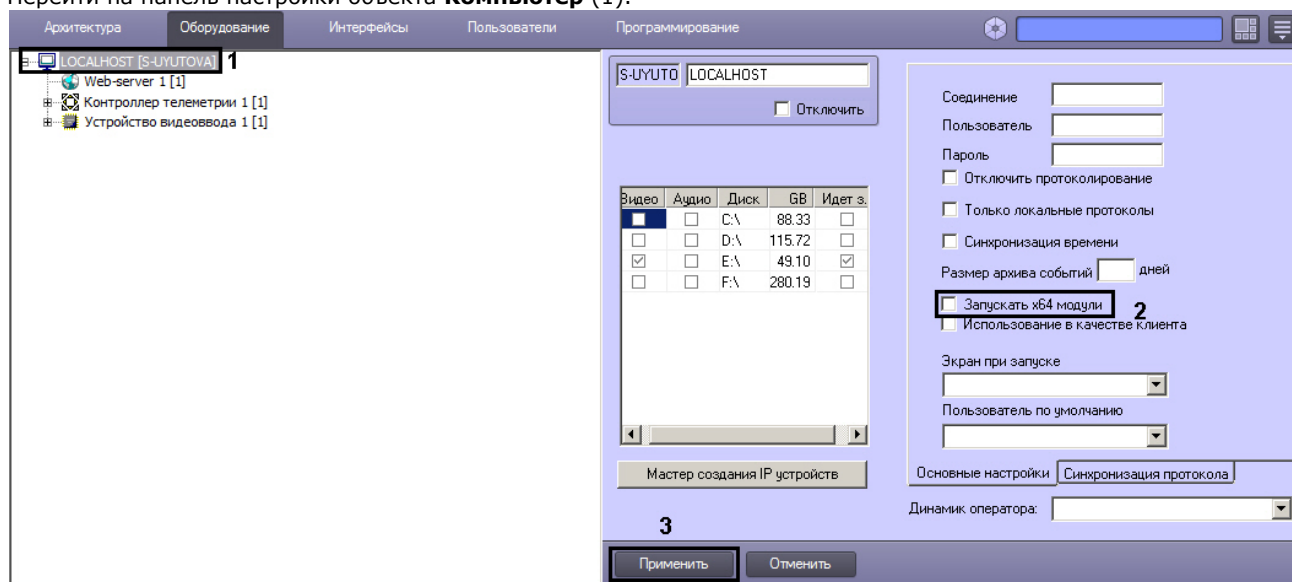 Перейти на панель настройки объекта Компьютер (1).
Архитектура Оборудование Интерфейсы Пользователи Программирование
LOCALHOST [S-UYUTOVA] 1
Web-server 1 [1]
Контроллер телеметрии 1 [1]
Устройство видеоввода 1 [1]
S-UYUTO LOCALHOST
Отключить
Видео Аудио Диск GB Идет з.
C:\ 88.33
D:\ 115.72
E:\ 49.10
F:\ 280.19
Мастер создания IP устройств
Соединение
Пользователь
Пароль
Отключить протоколирование
Только локальные протоколы
Синхронизация времени
Размер архива событий дней
Запускать x64 модули 2
Использование в качестве клиента
Экран при запуске
Пользователь по умолчанию
Основные настройки Синхронизация протокола
Динамик оператора:
3
Применить Отменить